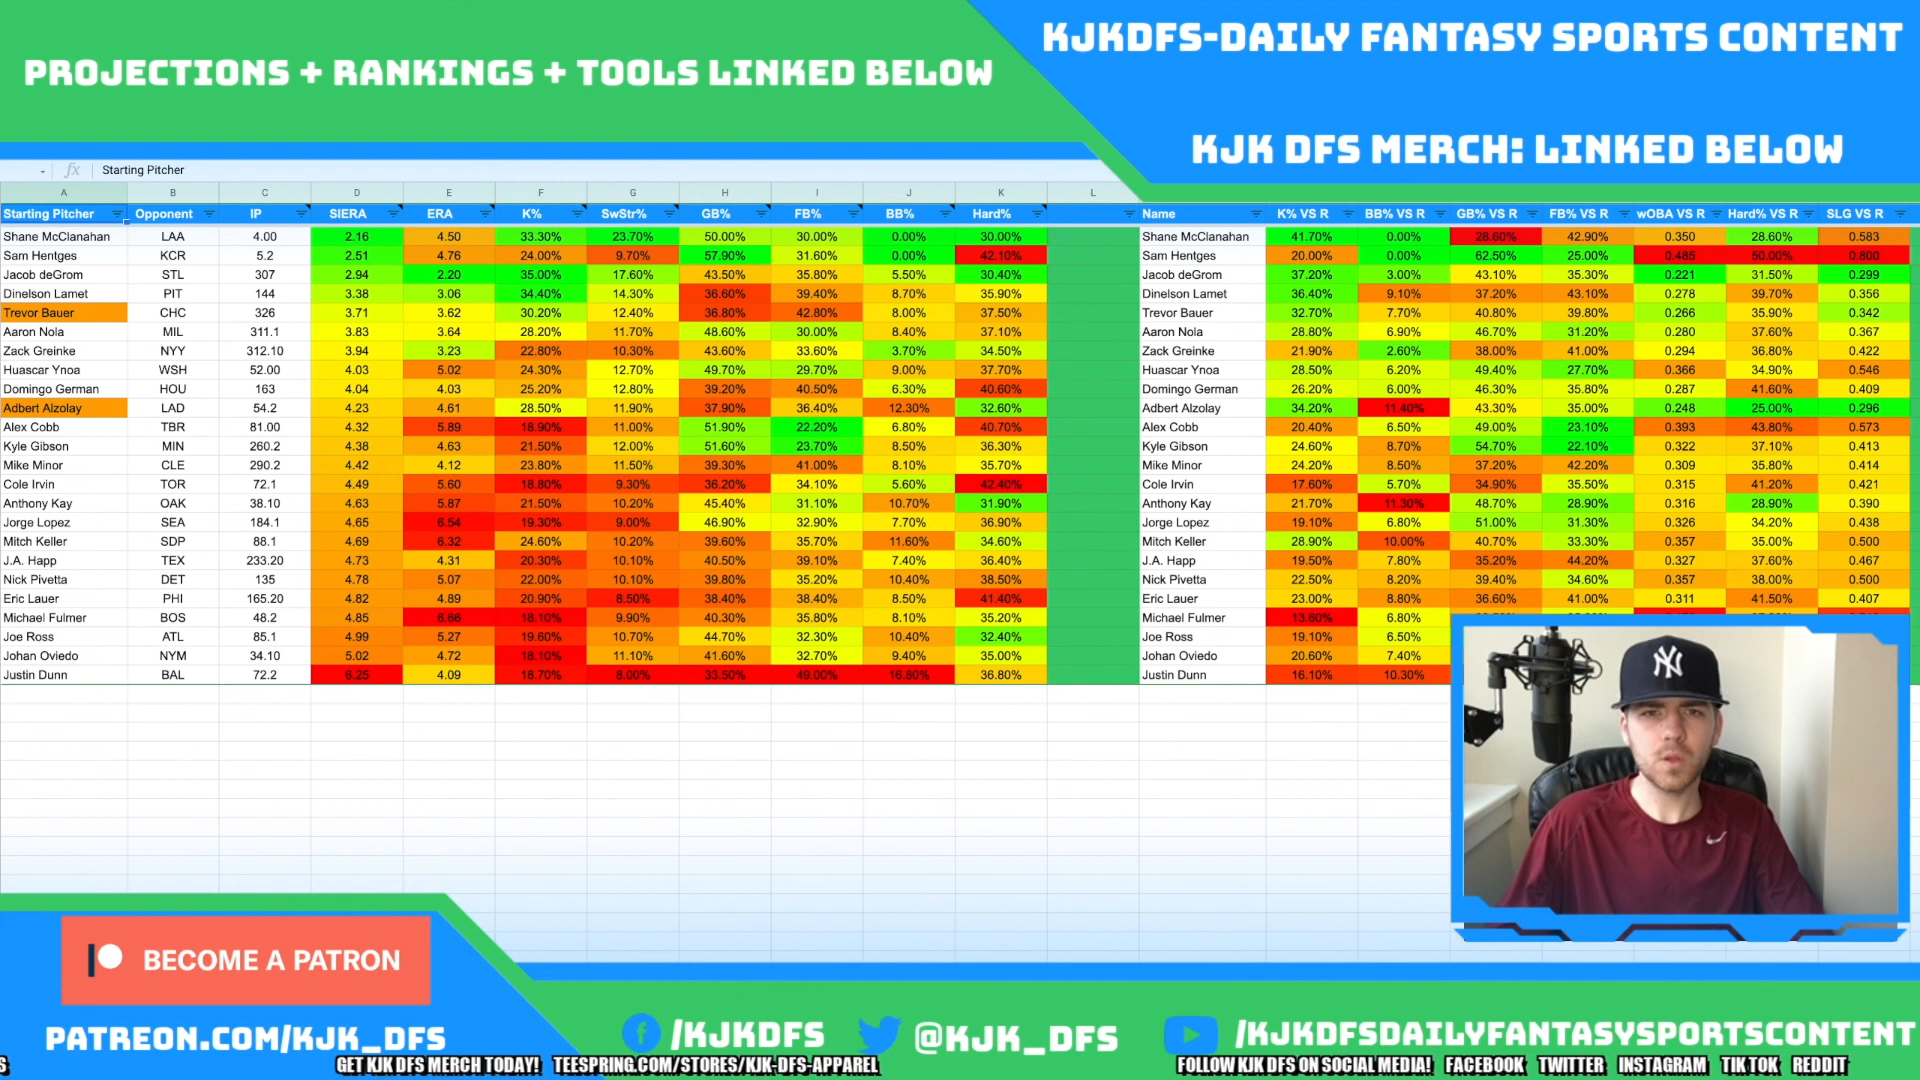 PROJECTIONS + RANKINGS + TOOLS LINKED BELOW
KJKDFS-DAILY FANTASY SPORTS CONTENT
KJK DFS MERCH: LINKED BELOW
fx Starting Pitcher
A B C D E F G H I J K L
Starting Pitcher Opponent IP SIERA ERA K% SwStr% GB% FB% BB% Hard% Name K% VS R BB% VS R GB% VS R FB% VS R wOBA VS R Hard% VS R SLG VS R
Shane McClanahan LAA 4.00 2.16 4.50 33.30% 23.70% 50.00% 30.00% 0.00% 30.00% Shane McClanahan 41.70% 0.00% 28.60% 42.90% 0.350 28.60% 0.583
Sam Hentges KCR 5.2 2.51 4.76 24.00% 9.70% 57.90% 31.60% 0.00% 42.10% Sam Hentges 20.00% 0.00% 62.50% 25.00% 0.485 50.00% 0.800
Jacob deGrom STL 307 2.94 2.20 35.00% 17.60% 43.50% 35.80% 5.50% 30.40% Jacob deGrom 37.20% 3.00% 43.10% 35.30% 0.221 31.50% 0.299
Dinelson Lamet PIT 144 3.38 3.06 34.40% 14.30% 36.60% 39.40% 8.70% 35.90% Dinelson Lamet 36.40% 9.10% 37.20% 43.10% 0.278 39.70% 0.356
Trevor Bauer CHC 326 3.71 3.62 30.20% 12.40% 36.80% 42.80% 8.00% 37.50% Trevor Bauer 32.70% 7.70% 40.80% 39.80% 0.266 35.90% 0.342
Aaron Nola MIL 311.1 3.83 3.64 28.20% 11.70% 48.60% 30.00% 8.40% 37.10% Aaron Nola 28.80% 6.90% 46.70% 31.20% 0.280 37.60% 0.367
Zack Greinke NYY 312.10 3.94 3.23 22.80% 10.30% 43.60% 33.60% 3.70% 34.50% Zack Greinke 21.90% 2.60% 38.00% 41.00% 0.294 36.80% 0.422
Huascar Ynoa WSH 52.00 4.03 5.02 24.30% 12.70% 49.70% 29.70% 9.00% 37.70% Huascar Ynoa 28.50% 6.20% 49.40% 27.70% 0.366 34.90% 0.546
Domingo German HOU 163 4.04 4.03 25.20% 12.80% 39.20% 40.50% 6.30% 40.60% Domingo German 26.20% 6.00% 46.30% 35.80% 0.287 41.60% 0.409
Adbert Alzolay LAD 54.2 4.23 4.61 28.50% 11.90% 37.90% 36.40% 12.30% 32.60% Adbert Alzolay 34.20% 11.40% 43.30% 35.00% 0.248 25.00% 0.296
Alex Cobb TBR 81.00 4.32 5.89 18.90% 11.00% 51.90% 22.20% 6.80% 40.70% Alex Cobb 20.40% 6.50% 49.00% 23.10% 0.393 43.80% 0.573
Kyle Gibson MIN 260.2 4.38 4.63 21.50% 12.00% 51.60% 23.70% 8.50% 36.30% Kyle Gibson 24.60% 8.70% 54.70% 22.10% 0.322 37.10% 0.413
Mike Minor CLE 290.2 4.42 4.12 23.80% 11.50% 39.30% 41.00% 8.10% 35.70% Mike Minor 24.20% 8.50% 37.20% 42.20% 0.309 35.80% 0.414
Cole Irvin TOR 72.1 4.49 5.60 18.80% 9.30% 36.20% 34.10% 5.60% 42.40% Cole Irvin 17.60% 5.70% 34.90% 35.50% 0.315 41.20% 0.421
Anthony Kay OAK 38.10 4.63 5.87 21.50% 10.20% 45.40% 31.10% 10.70% 31.90% Anthony Kay 21.70% 11.30% 48.70% 28.90% 0.316 28.90% 0.390
Jorge Lopez SEA 184.1 4.65 6.54 19.30% 9.00% 46.90% 32.90% 7.70% 36.90% Jorge Lopez 19.10% 6.80% 51.00% 31.30% 0.326 34.20% 0.438
Mitch Keller SDP 88.1 4.69 6.32 24.60% 10.20% 39.60% 35.70% 11.60% 34.60% Mitch Keller 28.90% 10.00% 40.70% 33.30% 0.357 35.00% 0.500
J.A. Happ TEX 233.20 4.73 4.31 20.30% 10.10% 40.50% 39.10% 7.40% 36.40% J.A. Happ 19.50% 7.80% 35.20% 44.20% 0.327 37.60% 0.467
Nick Pivetta DET 135 4.78 5.07 22.00% 10.10% 39.80% 35.20% 10.40% 38.50% Nick Pivetta 22.50% 8.20% 39.40% 34.60% 0.357 38.00% 0.500
Eric Lauer PHI 165.20 4.82 4.89 20.90% 8.50% 38.40% 38.40% 8.50% 41.40% Eric Lauer 23.00% 8.80% 36.60% 41.00% 0.311 41.50% 0.407
Michael Fulmer BOS 48.2 4.85 6.66 18.10% 9.90% 40.30% 35.80% 8.10% 35.20% Michael Fulmer 13.60% 6.80%
Joe Ross ATL 85.1 4.99 5.27 19.60% 10.70% 44.70% 32.30% 10.40% 32.40% Joe Ross 19.10% 6.50%
Johan Oviedo NYM 34.10 5.02 4.72 18.10% 11.10% 41.60% 32.70% 9.40% 35.00% Johan Oviedo 20.60% 7.40%
Justin Dunn BAL 72.2 6.25 4.09 18.70% 8.00% 33.50% 49.00% 16.80% 36.80% Justin Dunn 16.10% 10.30%
NY
BECOME A PATRON
PATREON.COM/KJK_DFS
/KJKDFS
@KJK_DFS
/KJKDFSDAILYFANTASYSPORTSCONTENT
S GET KJK DFS MERCH TODAY! TEESPRING.COM/STORES/KJK-DFS-APPAREL FOLLOW KJK DFS ON SOCIAL MEDIA! FACEBOOK TWITTER INSTAGRAM TIKTOK REDDIT